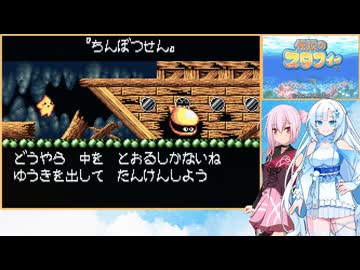 『ちんぼつせん』
伝説の
スタフィー
どうやら 中を とおるしかないね
ゆうきを出して たんけんしよう